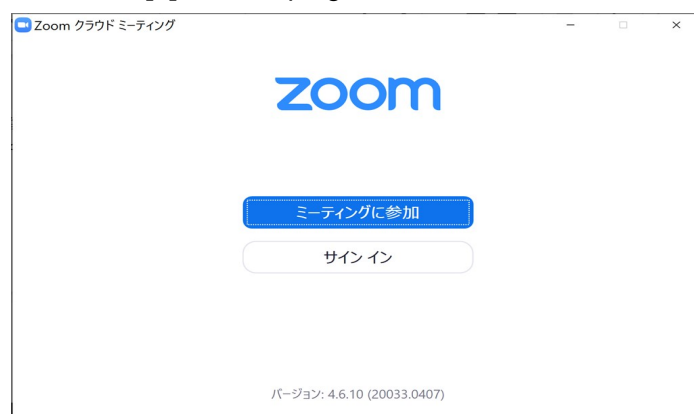 Zoom クラウド ミーティング
zoom
ミーティングに参加
サイン イン
バージョン: 4.6.10 (20033.0407)